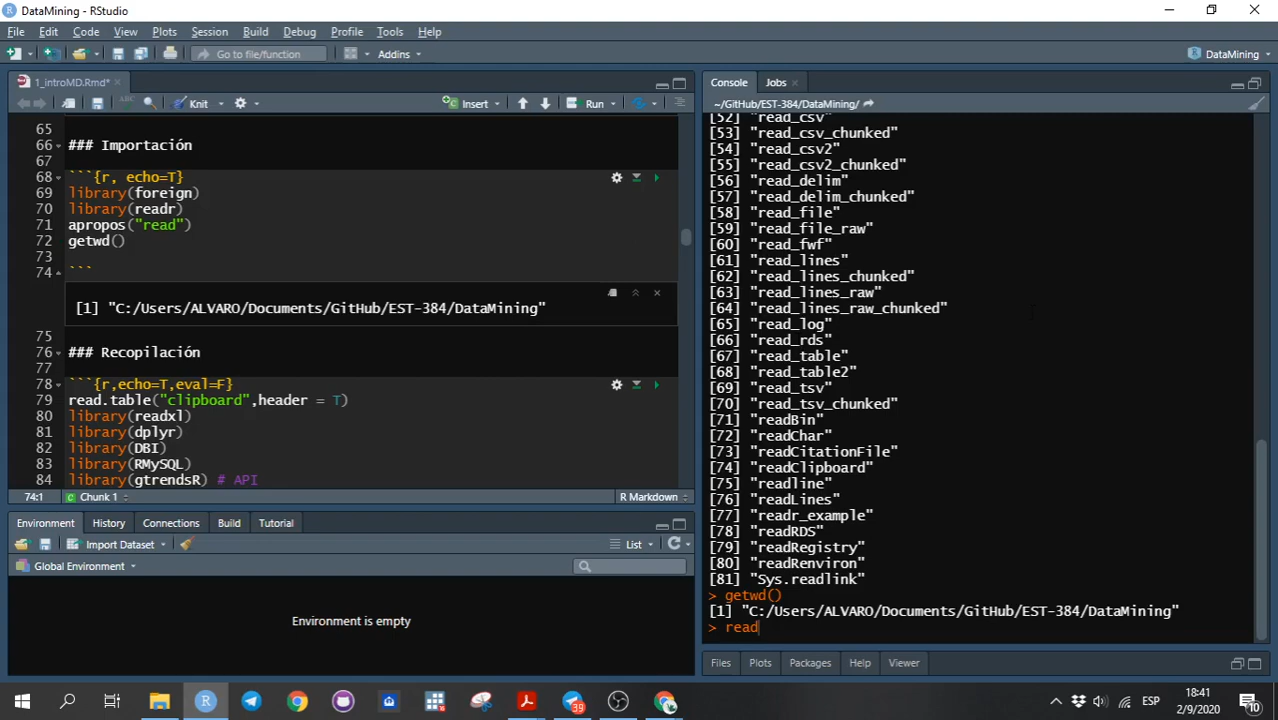 DataMining - RStudio
File Edit Code View Plots Session Build Debug Profile Tools Help
Go to file/function Addins DataMining
1_introMD.Rmd*
Knit Insert Run
65
66 ### Importación
67
68 ```{r, echo=T}
69 library(foreign)
70 library(readr)
71 apropos("read")
72 getwd()
73
74 ```
[1] "C:/Users/ALVARO/Documents/GitHub/EST-384/DataMining"
75
76 ### Recopilación
77
78 ```{r,echo=T,eval=F}
79 read.table("clipboard",header = T)
80 library(readxl)
81 library(dplyr)
82 library(DBI)
83 library(RMySQL)
84 library(gtrendsR) # API
74:1 Chunk 1 R Markdown
Environment History Connections Build Tutorial
Import Dataset List
Global Environment
Environment is empty
Console Jobs
~/GitHub/EST-384/DataMining/
[52] "read_csv"
[53] "read_csv_chunked"
[54] "read_csv2"
[55] "read_csv2_chunked"
[56] "read_delim"
[57] "read_delim_chunked"
[58] "read_file"
[59] "read_file_raw"
[60] "read_fwf"
[61] "read_lines"
[62] "read_lines_chunked"
[63] "read_lines_raw"
[64] "read_lines_raw_chunked"
[65] "read_log"
[66] "read_rds"
[67] "read_table"
[68] "read_table2"
[69] "read_tsv"
[70] "read_tsv_chunked"
[71] "readBin"
[72] "readChar"
[73] "readCitationFile"
[74] "readClipboard"
[75] "readline"
[76] "readLines"
[77] "readr_example"
[78] "readRDS"
[79] "readRegistry"
[80] "readRenviron"
[81] "Sys.readlink"
> getwd()
[1] "C:/Users/ALVARO/Documents/GitHub/EST-384/DataMining"
> read
Files Plots Packages Help Viewer
39
ESP
18:41
2/9/2020
10